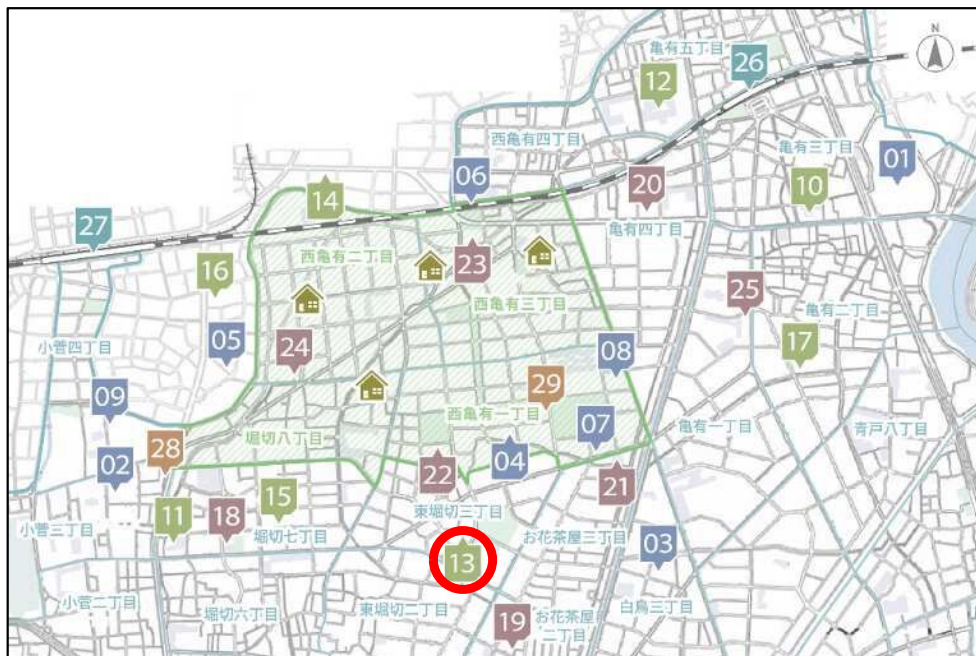 N
亀有五丁目
26
12
西亀有四丁目
亀有三丁目
01
06
20
10
14
27
亀有四丁目
西亀有二丁目
23
16
25
西亀有三丁目
亀有二丁目
05
小菅四丁目
24
08
17
29
09
西亀有一丁目
07
亀有一丁目
青戸八丁目
堀切八丁目
28
02
22
04
21
15
東堀切三丁目
11
18
小菅三丁目
堀切七丁目
お花茶屋三丁目
03
13
小菅二丁目
堀切六丁目
東堀切二丁目
19
お花茶屋
二丁目
白鳥三丁目